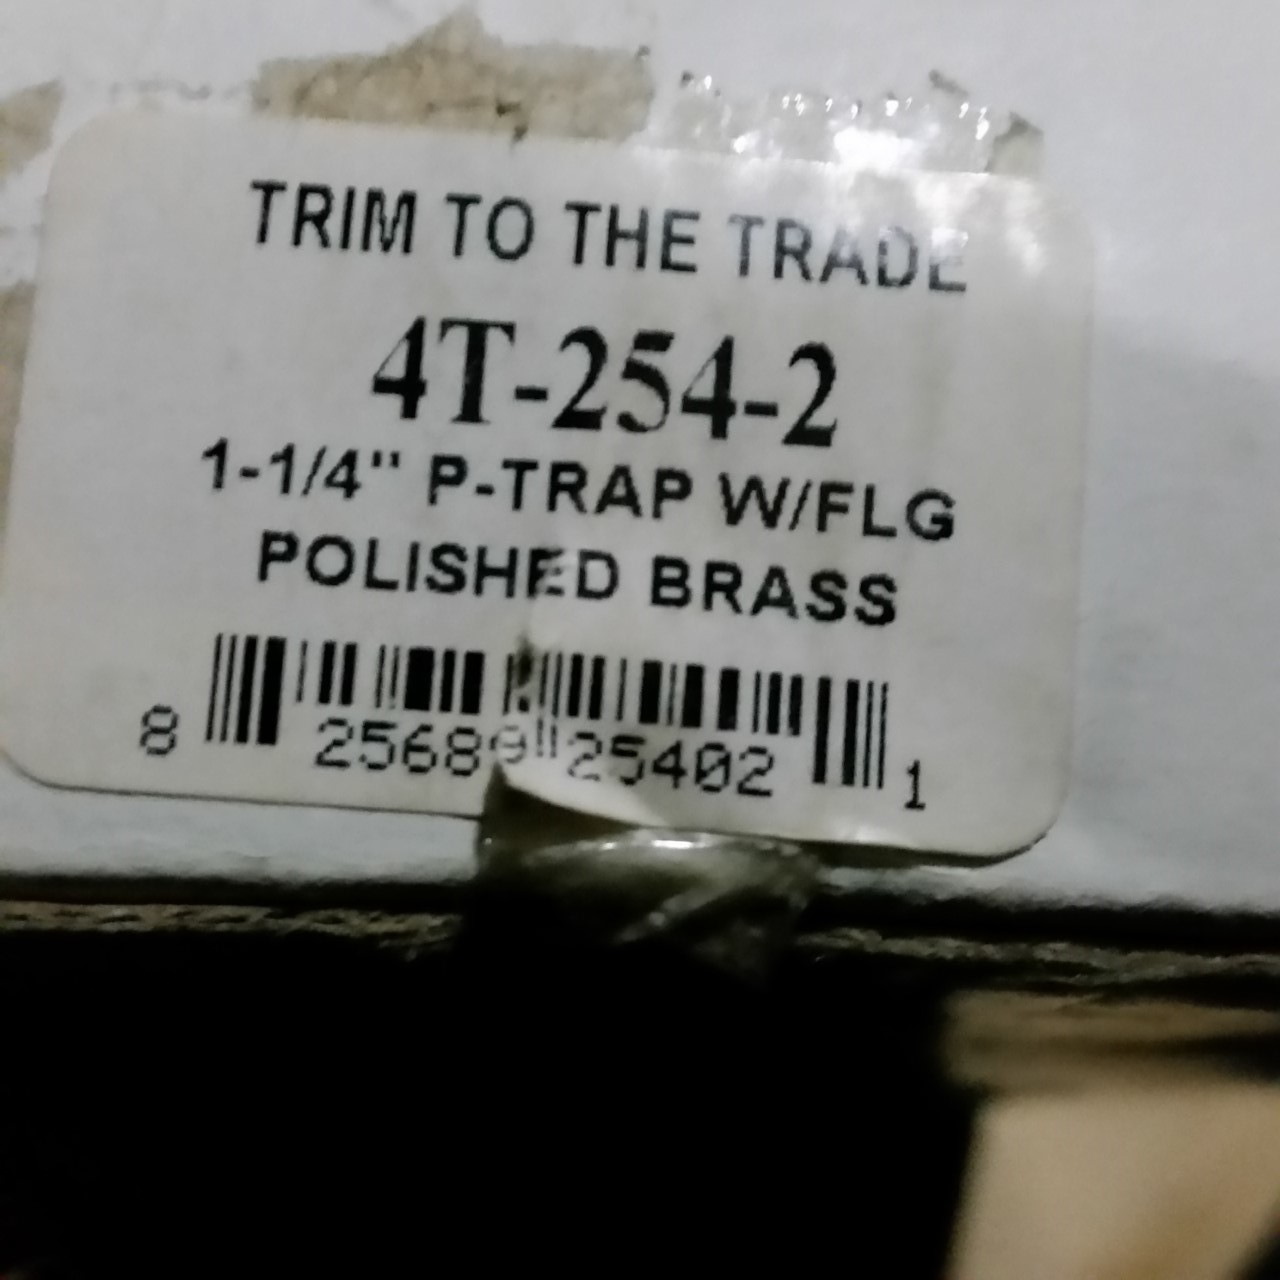 TRIM TO THE TRADE
4T-254-2
1-1/4" P-TRAP W/FLG
POLISHED BRASS
8 25689 25402 1